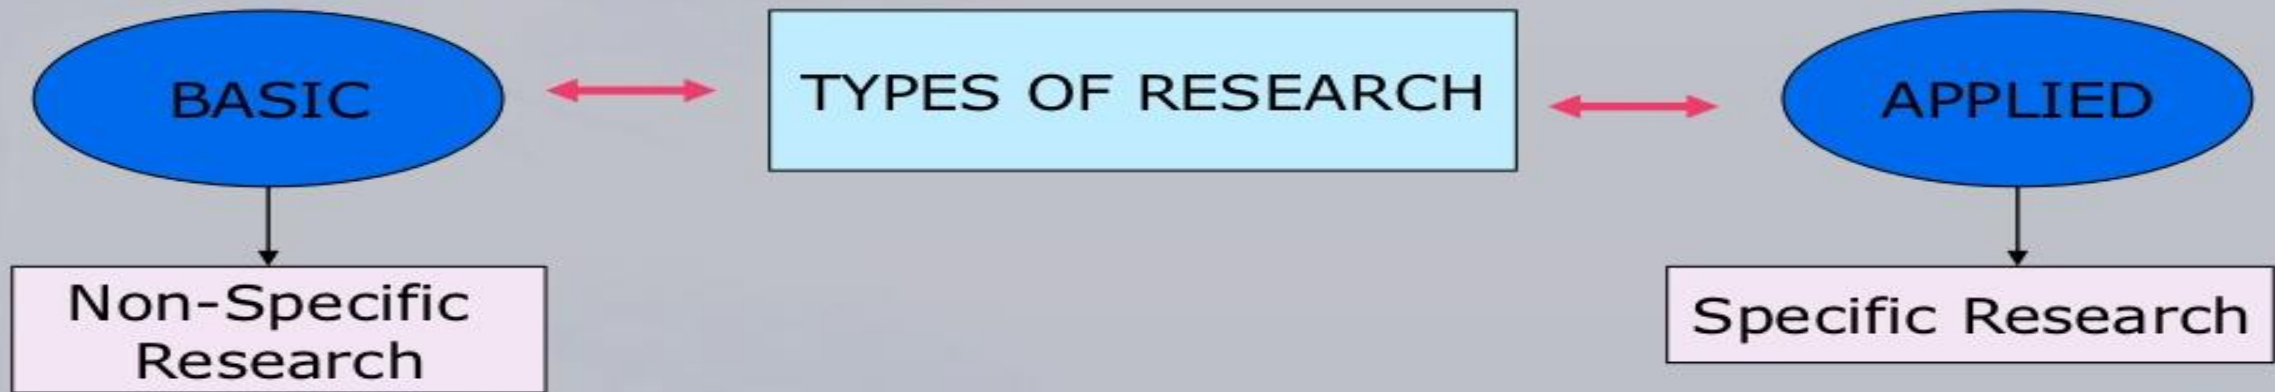 BASIC
TYPES OF RESEARCH
APPLIED
Non-Specific
Research
Specific Research